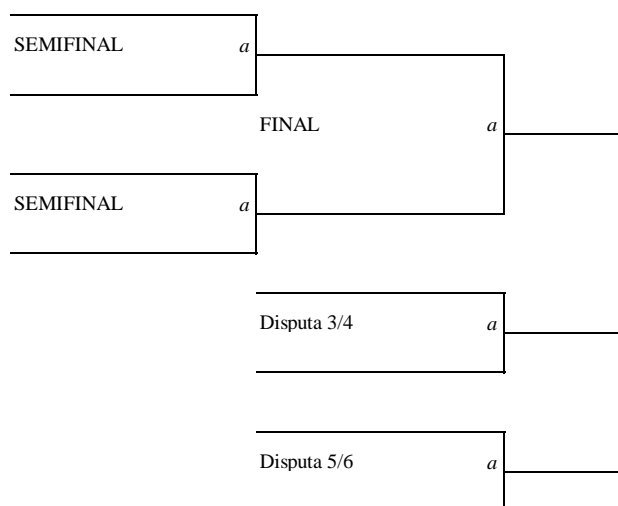 SEMIFINAL a
FINAL a
SEMIFINAL a
Disputa 3/4 a
Disputa 5/6 a